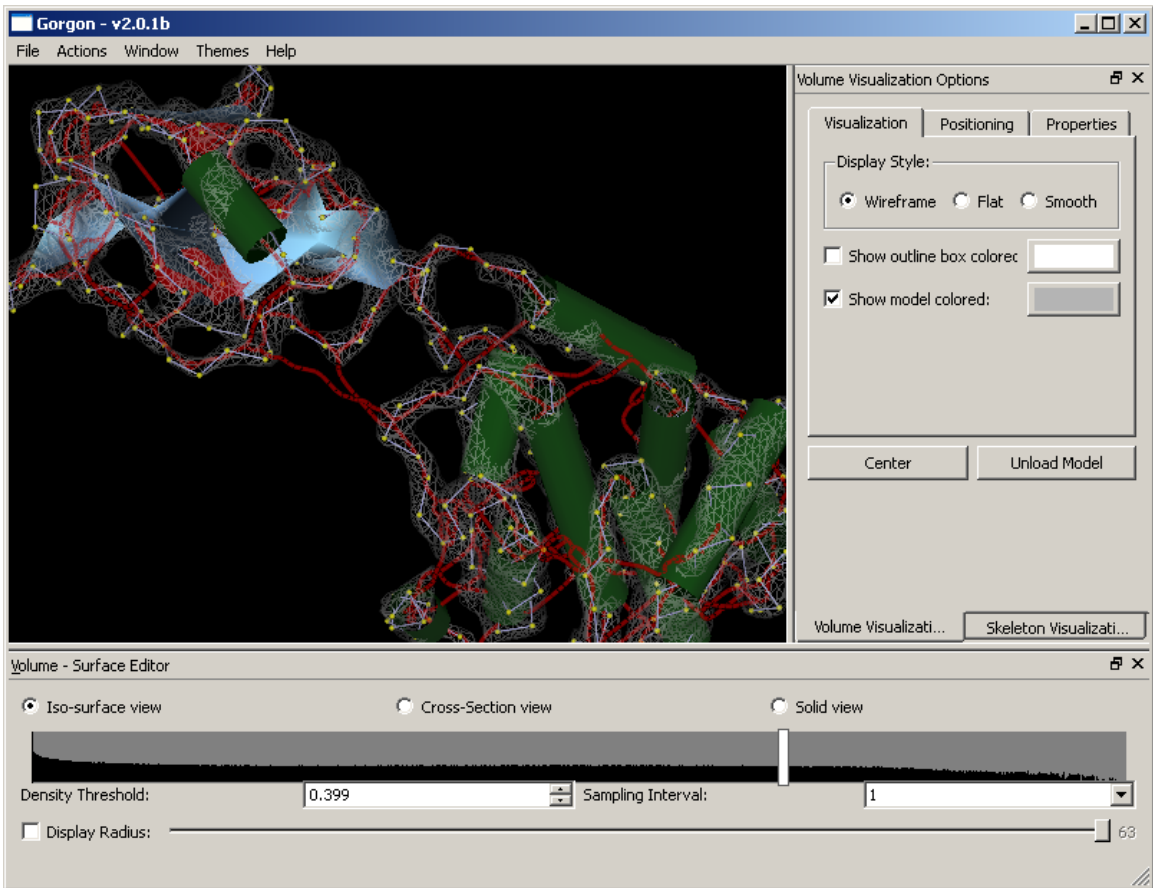 Gorgon - v2.0.1b
File Actions Window Themes Help
Volume Visualization Options
Visualization Positioning Properties
Display Style:
Wireframe Flat Smooth
Show outline box colorec
Show model colored:
Center Unload Model
Volume Visualizati... Skeleton Visualizati...
Volume - Surface Editor
Iso-surface view Cross-Section view Solid view
Density Threshold: 0.399 Sampling Interval: 1
Display Radius: 63